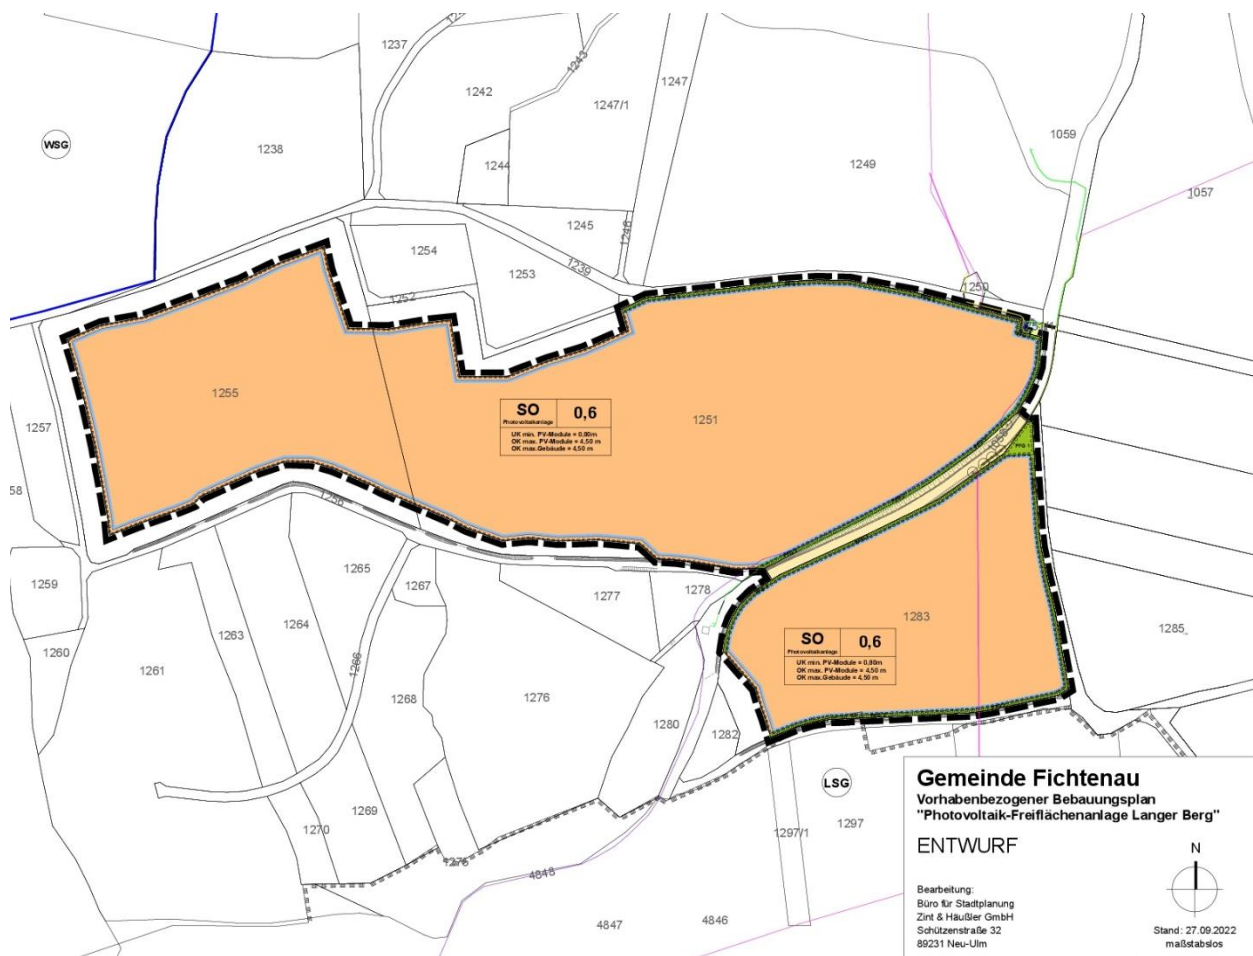 1237
1243
1247
1242
1247/1
1059
WSG
1238
1244
1249
1057
1245
1246
1254
1253
1239
1250
1252
1255
1251
SO
0,6
Photovoltaikanlage
UK min. PV-Module = 0,80m
OK max. PV-Module = 4,50 m
OK max.Gebäude = 4,50 m
1257
58
PFG 1
1256
1259
1265
1267
1277
1278
1283
1264
1263
1285
SO
0,6
Photovoltaikanlage
UK min. PV-Module = 0,80m
OK max. PV-Module = 4,50 m
OK max.Gebäude = 4,50 m
1260
1261
1266
1268
1276
1280
1282
LSG
1269
1270
1297/1
1297
4848
4847
4846
Gemeinde Fichtenau
Vorhabenbezogener Bebauungsplan
"Photovoltaik-Freiflächenanlage Langer Berg"
ENTWURF
N
Bearbeitung:
Büro für Stadtplanung
Zint & Häußler GmbH
Schützenstraße 32
89231 Neu-Ulm
Stand: 27.09.2022
maßstabslos